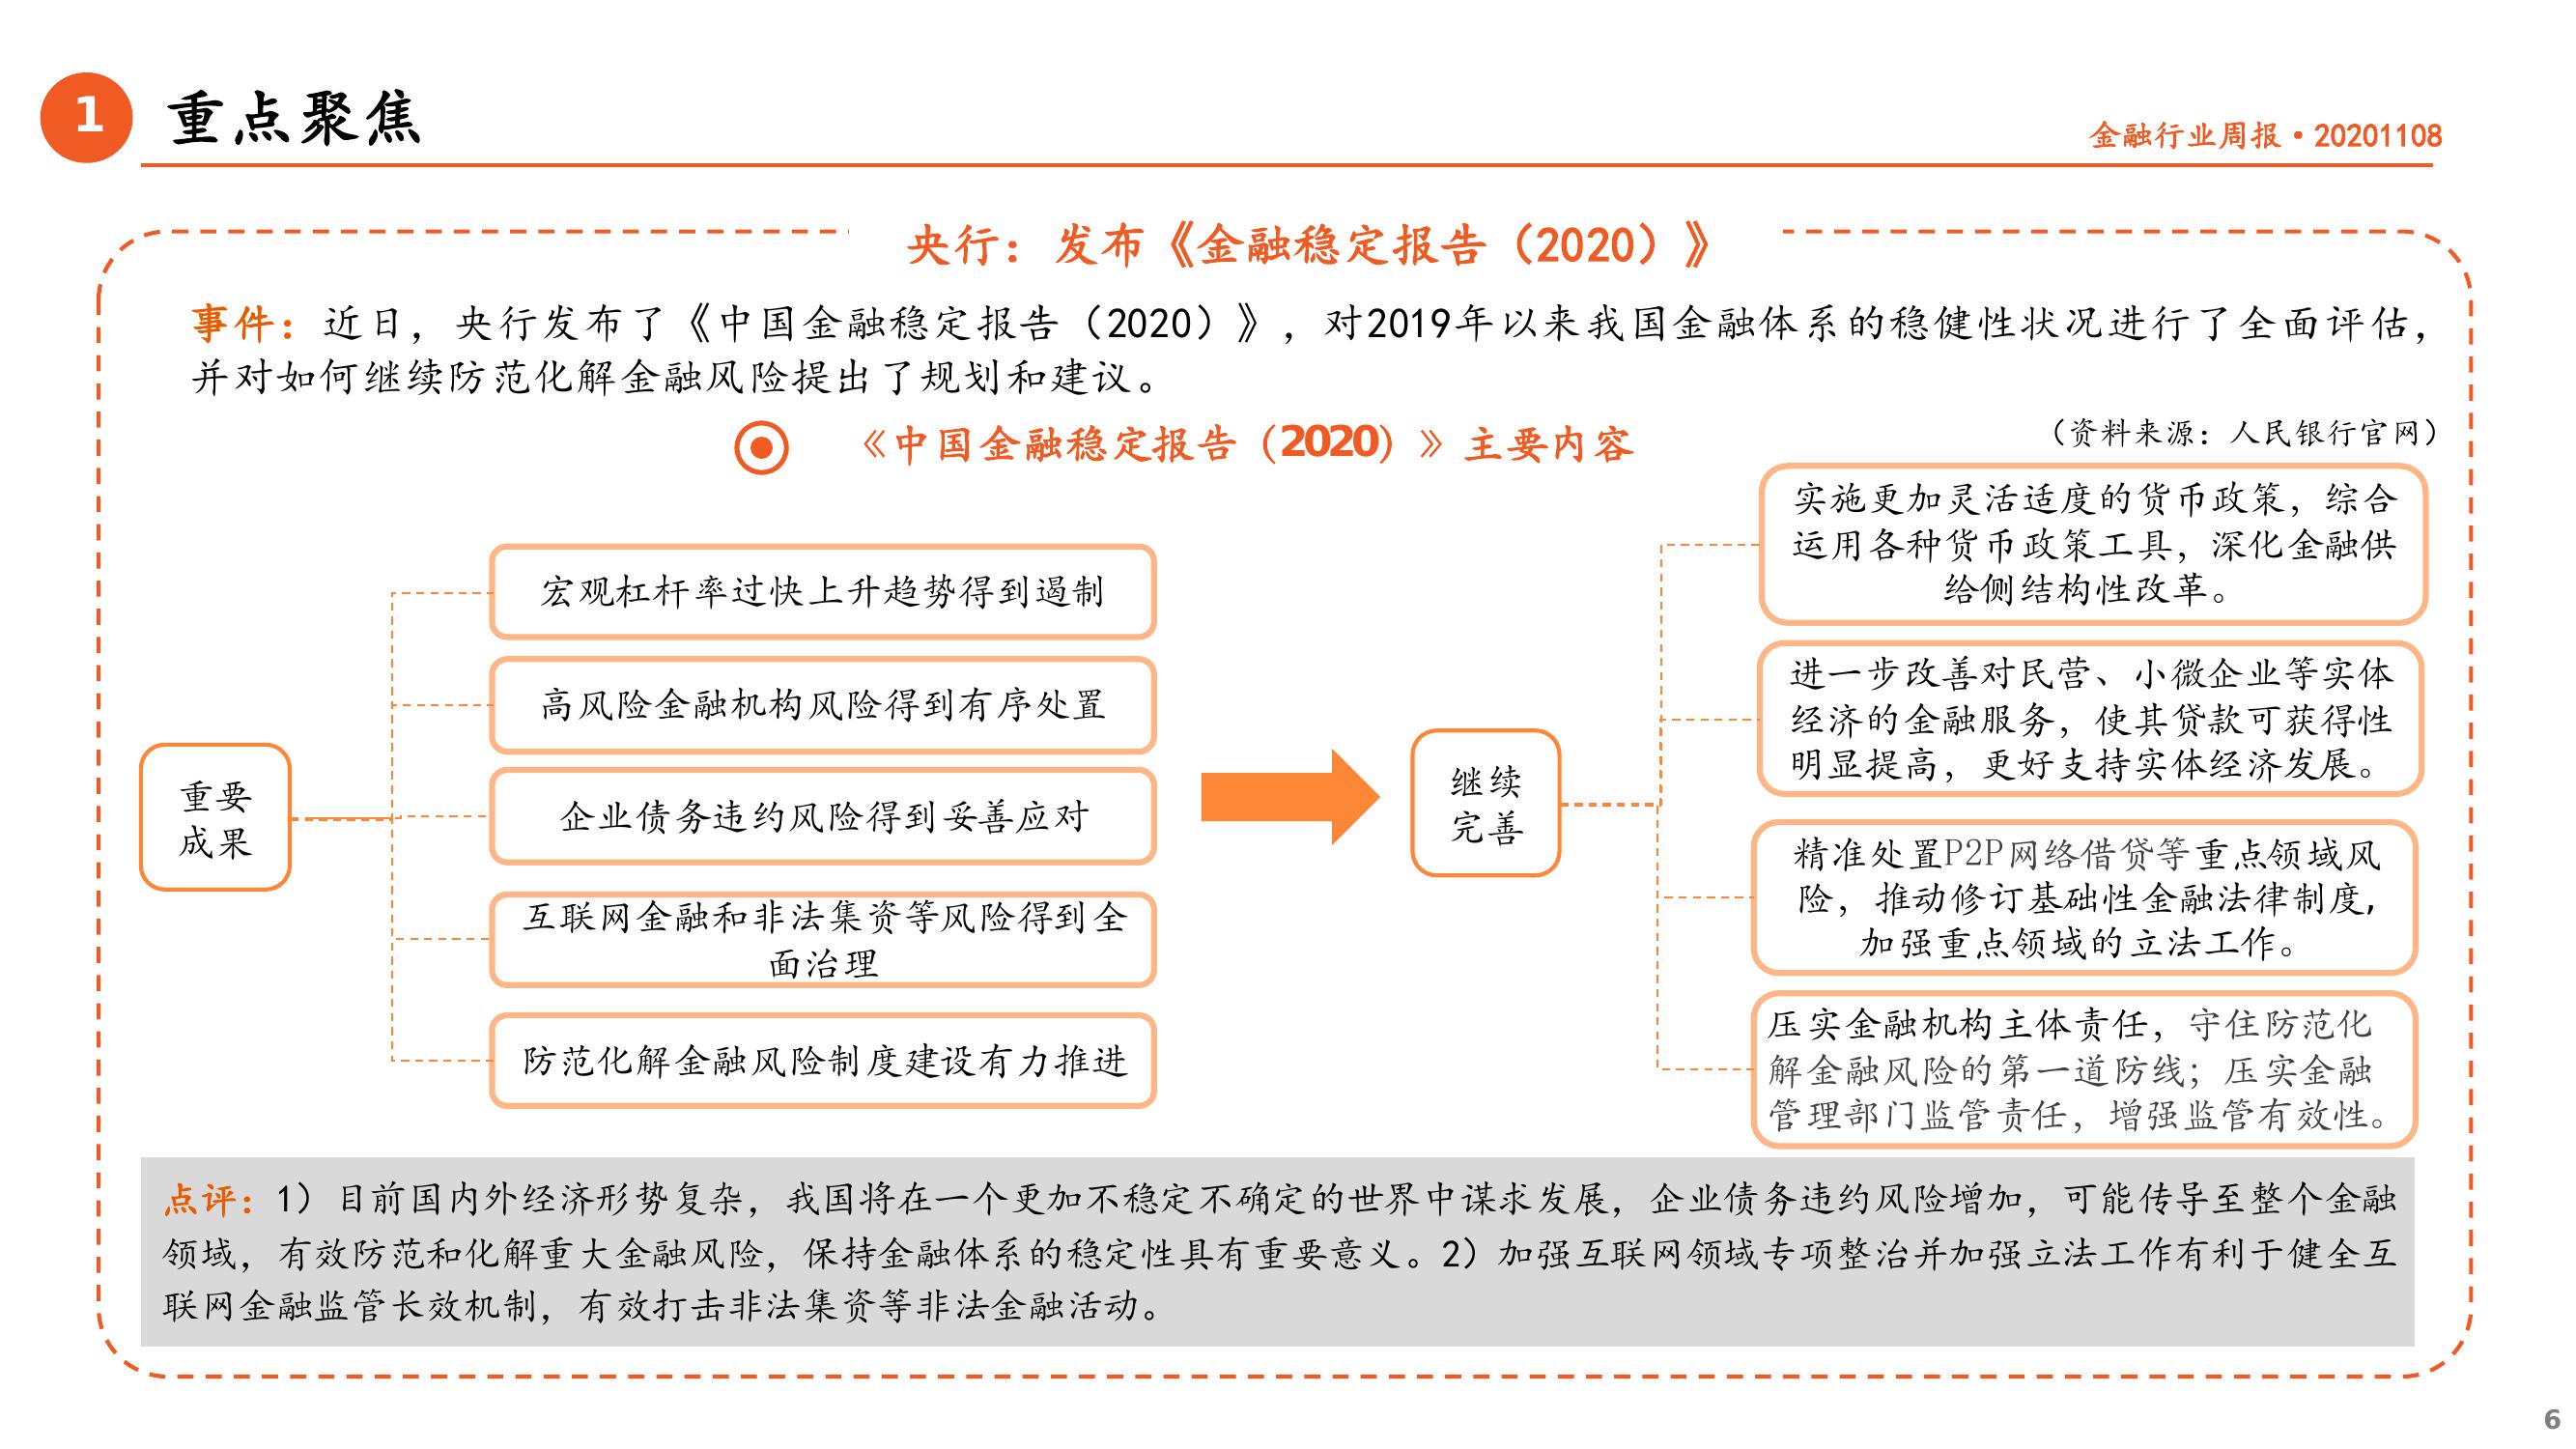 1
重点聚焦
金融行业周报•20201108
央行：发布《金融稳定报告（2020）》
事件：近日，央行发布了《中国金融稳定报告（2020）》，对2019年以来我国金融体系的稳健性状况进行了全面评估，
并对如何继续防范化解金融风险提出了规划和建议。
《中国金融稳定报告（2020）》主要内容
（资料来源：人民银行官网）
重要
成果
宏观杠杆率过快上升趋势得到遏制
高风险金融机构风险得到有序处置
企业债务违约风险得到妥善应对
互联网金融和非法集资等风险得到全
面治理
防范化解金融风险制度建设有力推进
继续
完善
实施更加灵活适度的货币政策，综合
运用各种货币政策工具，深化金融供
给侧结构性改革。
进一步改善对民营、小微企业等实体
经济的金融服务，使其贷款可获得性
明显提高，更好支持实体经济发展。
精准处置P2P网络借贷等重点领域风
险，推动修订基础性金融法律制度，
加强重点领域的立法工作。
压实金融机构主体责任，守住防范化
解金融风险的第一道防线；压实金融
管理部门监管责任，增强监管有效性。
点评：1）目前国内外经济形势复杂，我国将在一个更加不稳定不确定的世界中谋求发展，企业债务违约风险增加，可能传导至整个金融
领域，有效防范和化解重大金融风险，保持金融体系的稳定性具有重要意义。2）加强互联网领域专项整治并加强立法工作有利于健全互
联网金融监管长效机制，有效打击非法集资等非法金融活动。
6